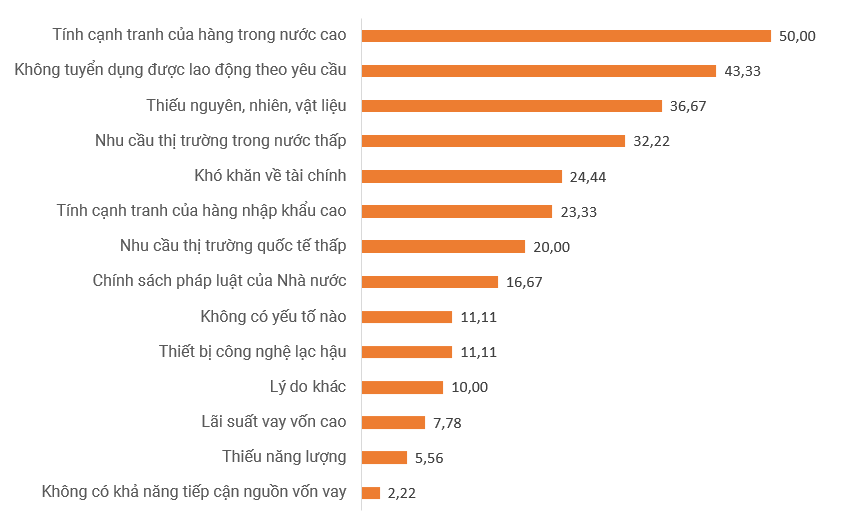 Tính cạnh tranh của hàng trong nước cao 50,00
Không tuyển dụng được lao động theo yêu cầu 43,33
Thiếu nguyên, nhiên, vật liệu 36,67
Nhu cầu thị trường trong nước thấp 32,22
Khó khăn về tài chính 24,44
Tính cạnh tranh của hàng nhập khẩu cao 23,33
Nhu cầu thị trường quốc tế thấp 20,00
Chính sách pháp luật của Nhà nước 16,67
Không có yếu tố nào 11,11
Thiết bị công nghệ lạc hậu 11,11
Lý do khác 10,00
Lãi suất vay vốn cao 7,78
Thiếu năng lượng 5,56
Không có khả năng tiếp cận nguồn vốn vay 2,22